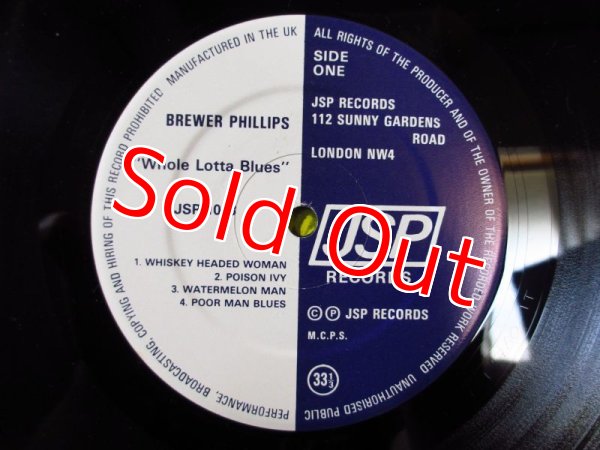 PERFORMANCE, BROADCASTING, COPYING AND HIRING OF THIS RECORD PROHIBITED MANUFACTURED IN THE UK
ALL RIGHTS OF THE PRODUCER AND OF THE OWNER OF THE RECORDED WORK RESERVED UNAUTHORISED PUBLIC
BREWER PHILLIPS
"Whole Lotta Blues"
1. WHISKEY HEADED WOMAN
2. POISON IVY
3. WATERMELON MAN
4. POOR MAN BLUES
SIDE
ONE
JSP RECORDS
112 SUNNY GARDENS
ROAD
LONDON NW4
JSP
RECORDS
© ℗ JSP RECORDS
M.C.P.S.
33⅓
Sold Out